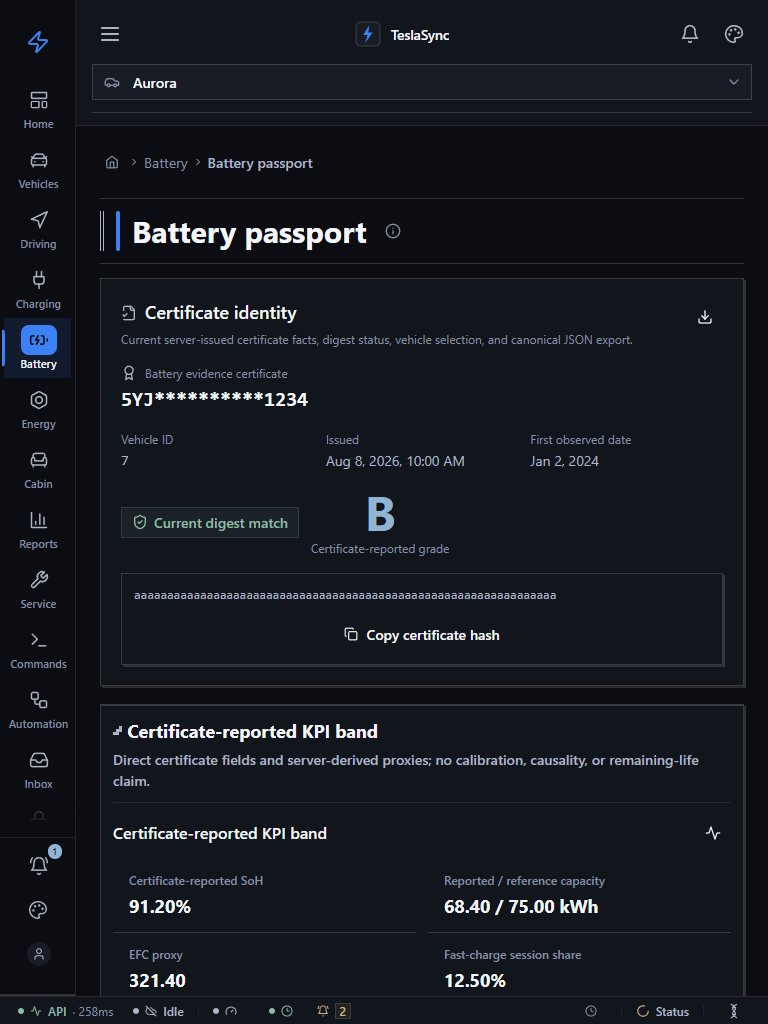 TeslaSync
Aurora
Home
Vehicles
Driving
Charging
Battery
Energy
Cabin
Reports
Service
Commands
Automation
Inbox
1
Battery
Battery passport
Battery passport
Certificate identity
Current server-issued certificate facts, digest status, vehicle selection, and canonical JSON export.
Battery evidence certificate
5YJ**********1234
Vehicle ID
Issued
First observed date
7
Aug 8, 2026, 10:00 AM
Jan 2, 2024
Current digest match
B
Certificate-reported grade
aaaaaaaaaaaaaaaaaaaaaaaaaaaaaaaaaaaaaaaaaaaaaaaaaaaaaaaaaaaaaaaa
Copy certificate hash
Certificate-reported KPI band
Direct certificate fields and server-derived proxies; no calibration, causality, or remaining-life
claim.
Certificate-reported KPI band
Certificate-reported SoH
Reported / reference capacity
91.20%
68.40 / 75.00 kWh
EFC proxy
Fast-charge session share
321.40
12.50%
API · 258ms
Idle
2
Status